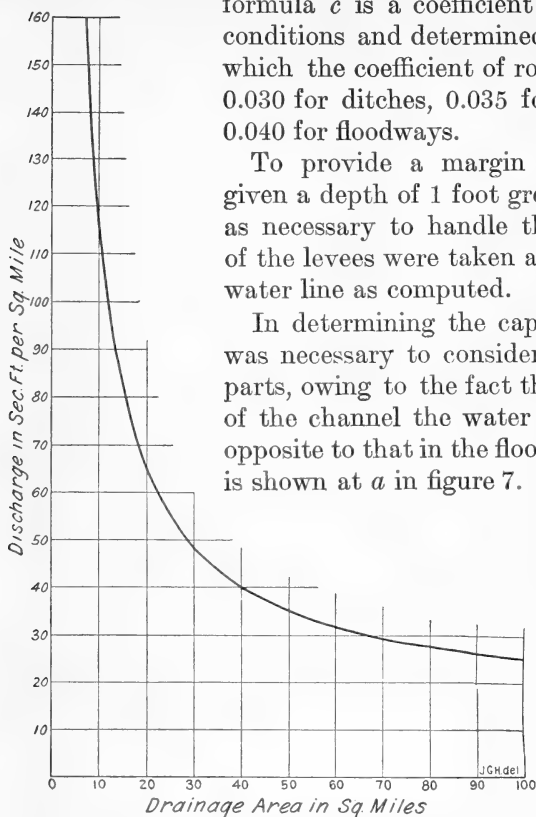 formula c is a coefficient
conditions and determined
which the coefficient of ro
0.030 for ditches, 0.035 fo
0.040 for floodways.
To provide a margin
given a depth of 1 foot gre
as necessary to handle th
of the levees were taken a
water line as computed.
In determining the cap
was necessary to consider
parts, owing to the fact th
of the channel the water
opposite to that in the floo
is shown at a in figure 7.
Discharge in Sec. Ft. per Sq. Mile
160
150
140
130
120
110
100
90
80
70
60
50
40
30
20
10
0 10 20 30 40 50 60 70 80 90 100
J.G.H. del
Drainage Area in Sq. Miles